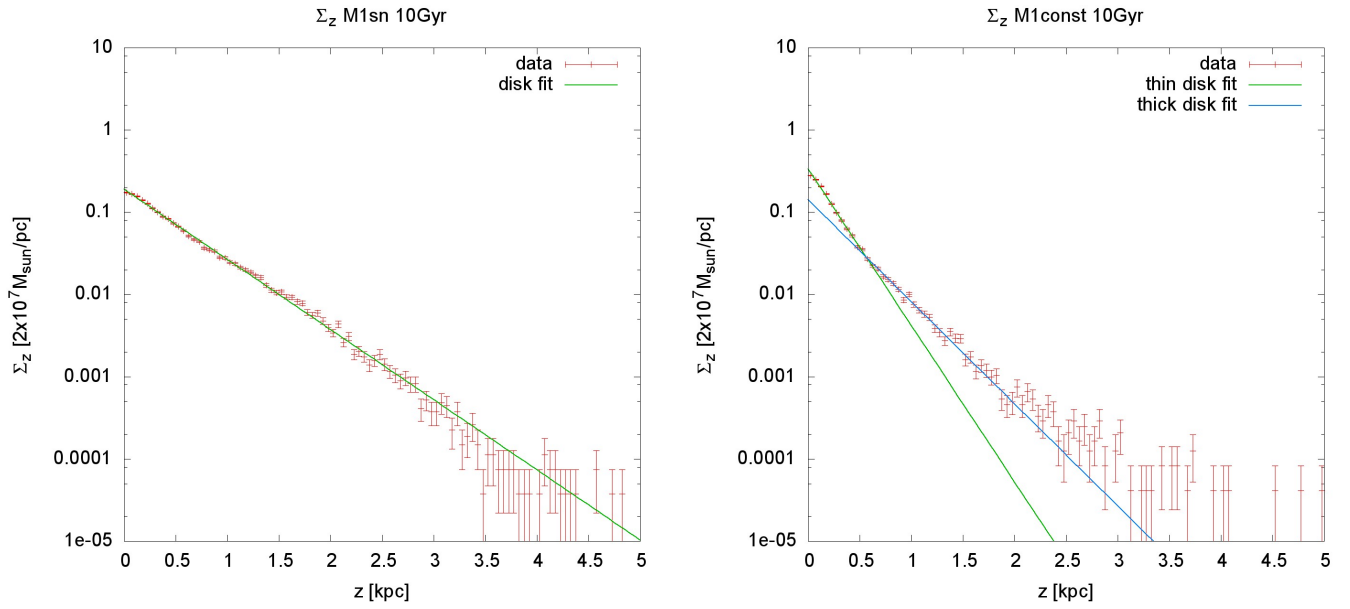 Σz M1sn 10Gyr
data
disk fit
10
1
0.1
0.01
0.001
0.0001
1e-05
Σz [2x10^7 Msun/pc]
0 0.5 1 1.5 2 2.5 3 3.5 4 4.5 5
z [kpc]
Σz M1const 10Gyr
data
thin disk fit
thick disk fit
10
1
0.1
0.01
0.001
0.0001
1e-05
Σz [2x10^7 Msun/pc]
0 0.5 1 1.5 2 2.5 3 3.5 4 4.5 5
z [kpc]